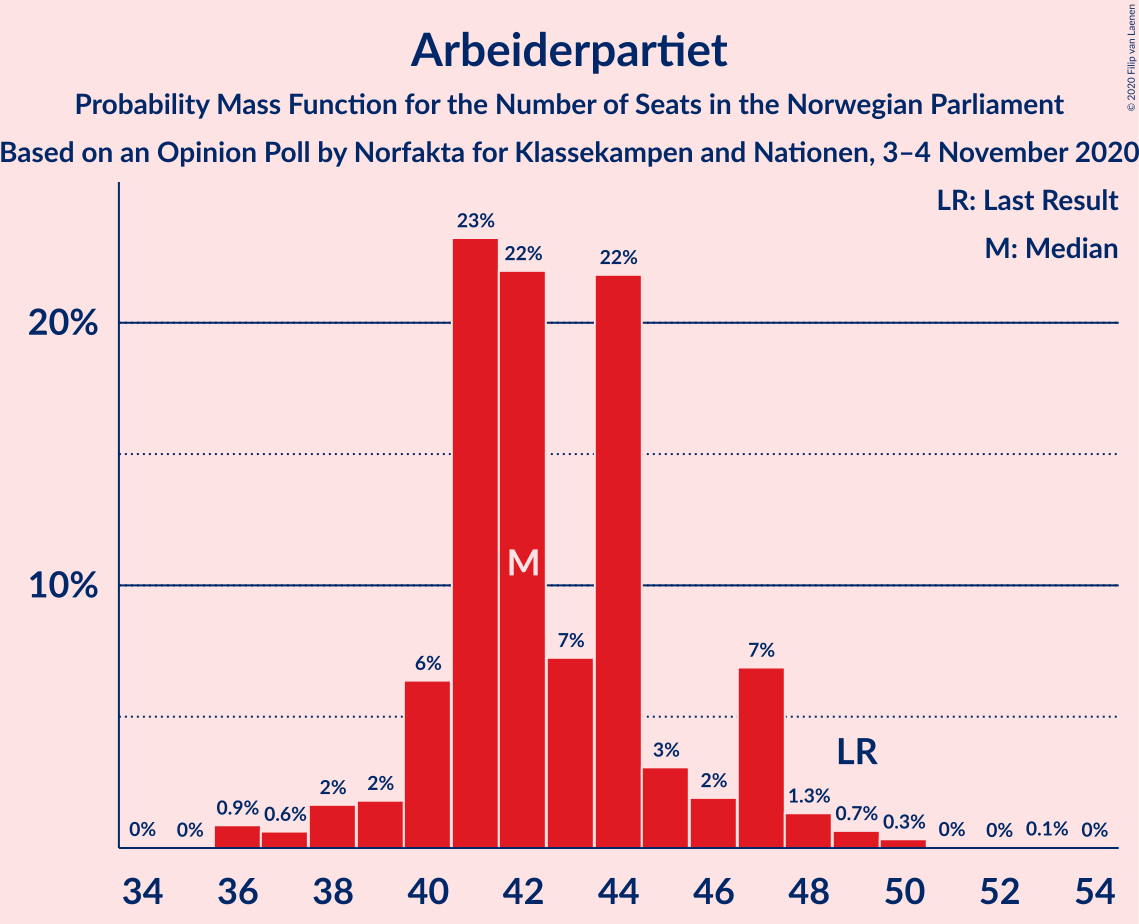 Arbeiderpartiet
Probability Mass Function for the Number of Seats in the Norwegian Parliament
Based on an Opinion Poll by Norfakta for Klassekampen and Nationen, 3–4 November 2020
© 2020 Filip van Laenen
LR: Last Result
M: Median
20%
10%
0% 0% 0.9% 0.6% 2% 2% 6% 23% 22% 7% 22% 3% 2% 7% 1.3% 0.7% 0.3% 0% 0% 0.1% 0%
M
LR
34 36 38 40 42 44 46 48 50 52 54